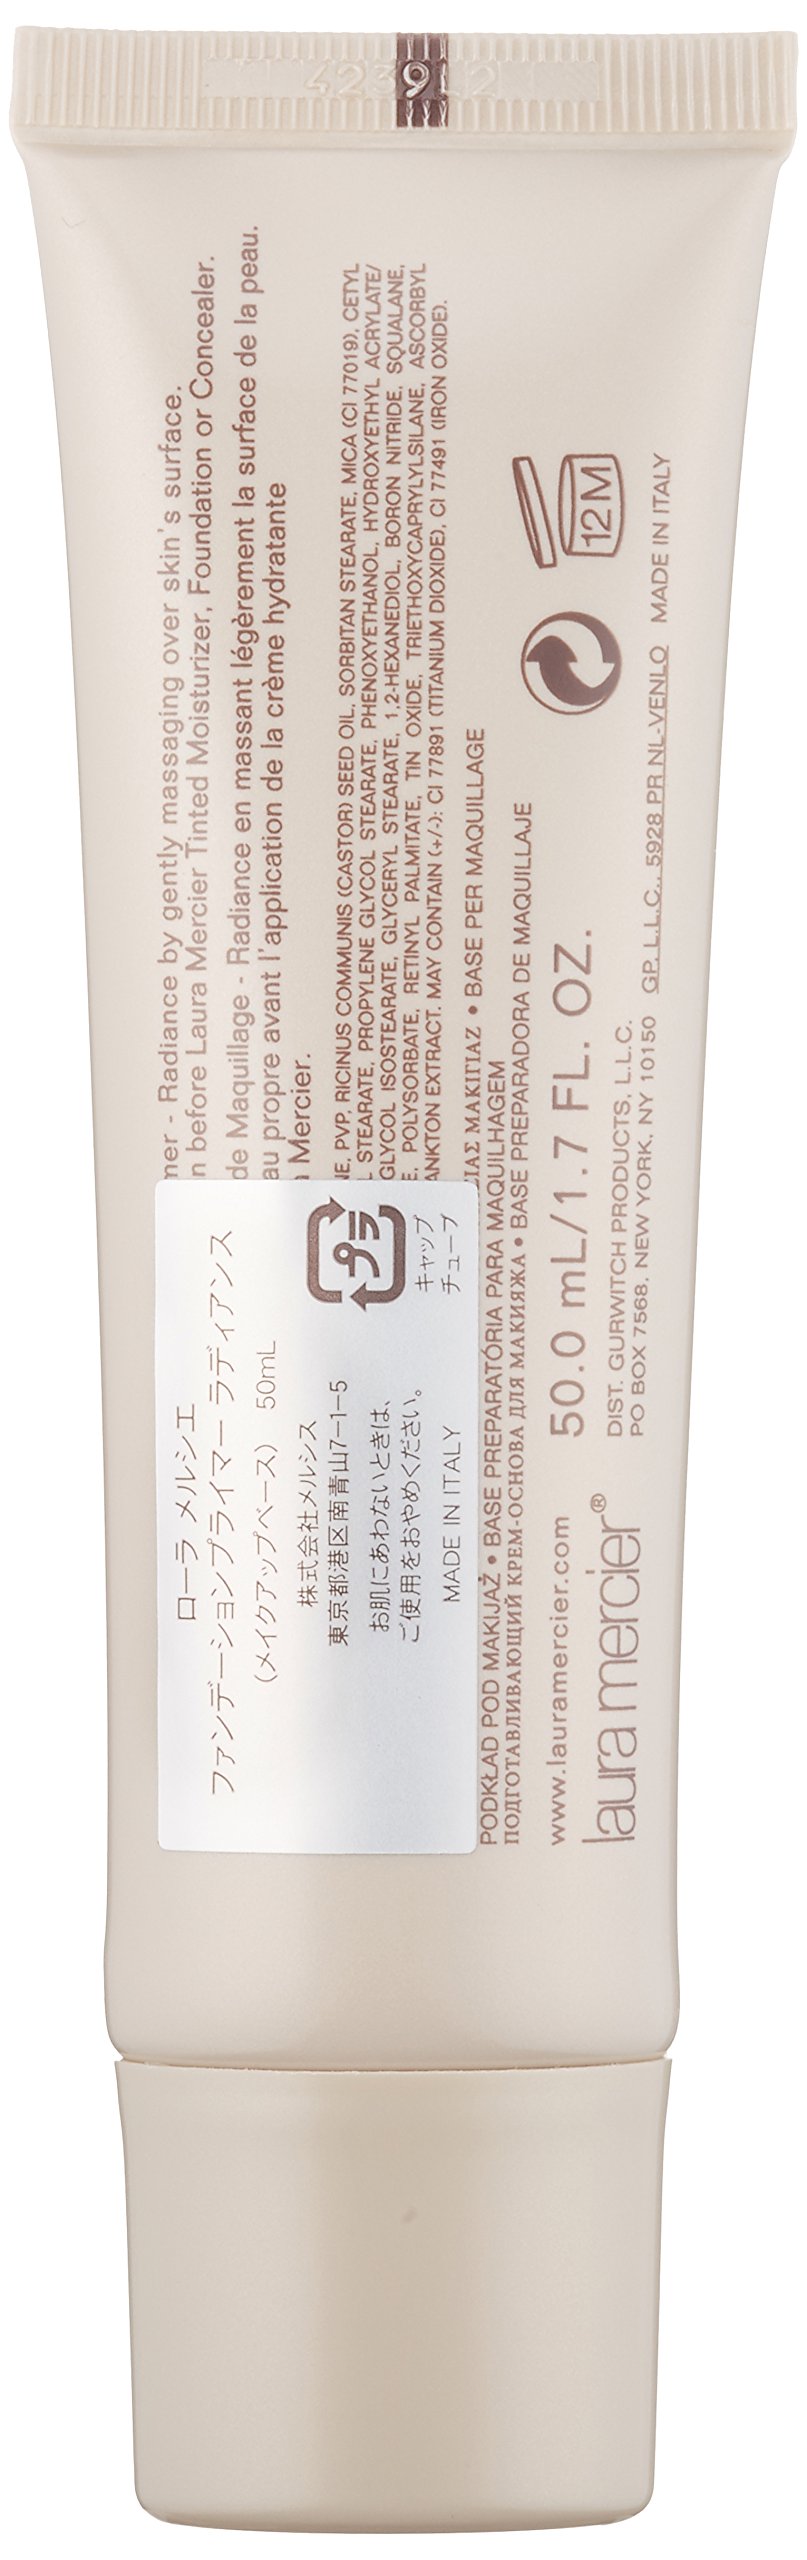 423912
mer - Radiance by gently massaging over skin's surface.
n before Laura Mercier Tinted Moisturizer, Foundation or Concealer.
de Maquillage - Radiance en massant légèrement la surface de la peau.
au propre avant l'application de la crème hydratante
Mercier.
NE, PVP, RICINUS COMMUNIS (CASTOR) SEED OIL, SORBITAN STEARATE, MICA (CI 77019), CETYL
STEARATE, PROPYLENE GLYCOL STEARATE, PHENOXYETHANOL, HYDROXYETHYL ACRYLATE/
GLYCOL ISOSTEARATE, GLYCERYL STEARATE, 1,2-HEXANEDIOL, BORON NITRIDE, SQUALANE,
E, POLYSORBATE, RETINYL PALMITATE, TIN OXIDE, TRIETHOXYCAPRYLYLSILANE, ASCORBYL
ANKTON EXTRACT. MAY CONTAIN (+/-): CI 77891 (TITANIUM DIOXIDE), CI 77491 (IRON OXIDE).
ΙΑΣ ΜΑΚΙΓΙΑΖ • BASE PER MAQUILLAGE
PODKŁAD POD MAKIJAŻ • BASE PREPARATÓRIA PARA MAQUILHAGEM
ПОДГОТАВЛИВАЮЩИЙ КРЕМ-ОСНОВА ДЛЯ МАКИЯЖА • BASE PREPARADORA DE MAQUILLAJE
www.lauramercier.com 50.0 mL/1.7 FL. OZ.
laura mercier®
DIST. GURWITCH PRODUCTS, L.L.C.
PO BOX 7568, NEW YORK, NY 10150 GP, L.L.C., 5928 PR NL-VENLO MADE IN ITALY
12M
ローラ メルシエ
ファンデーションプライマー ラディアンス
(メイクアップベース) 50mL
株式会社メルシス
東京都港区南青山7-1-5
お肌にあわないときは、
ご使用をおやめください。
MADE IN ITALY
プラ
キャップ
チューブ